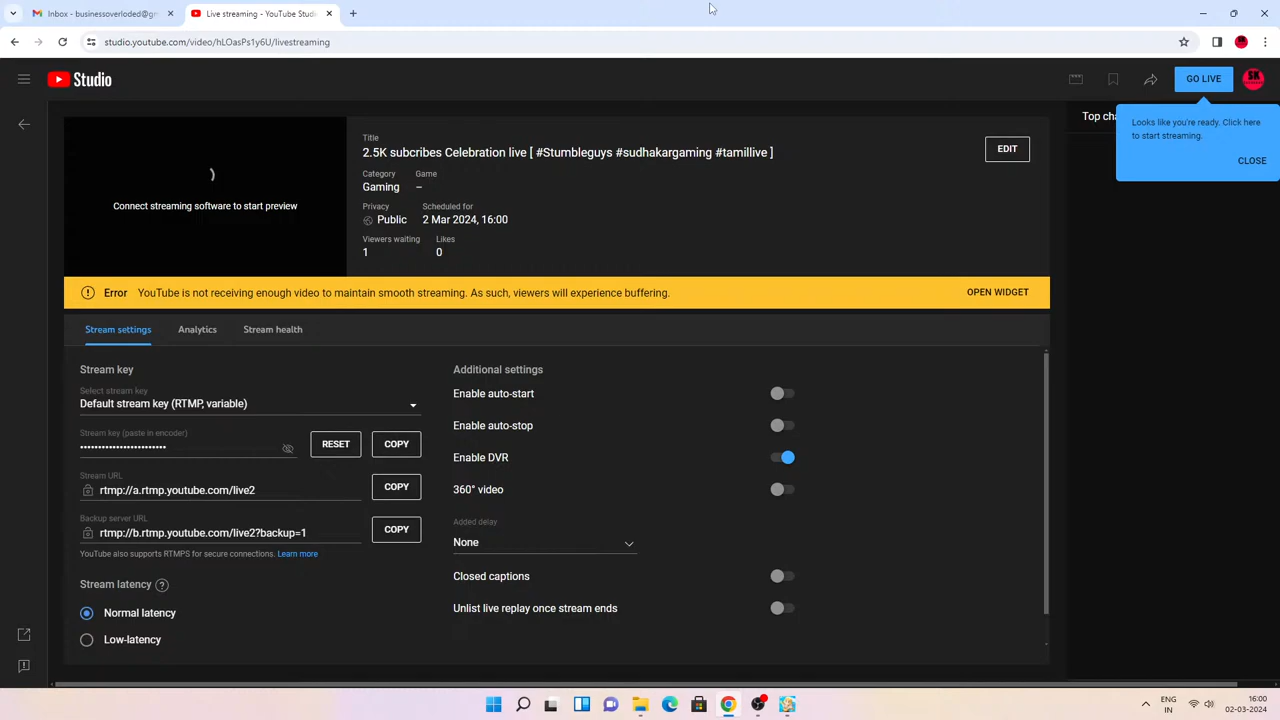 Inbox - businessoverloded@gm
Live streaming - YouTube Studi
studio.youtube.com/video/hLOasPs1y6U/livestreaming
Studio
GO LIVE
SK
Looks like you're ready. Click here
to start streaming.
CLOSE
Top cha
Connect streaming software to start preview
Title
2.5K subcribes Celebration live [ #Stumbleguys #sudhakargaming #tamillive ]
EDIT
Category Game
Gaming –
Privacy Scheduled for
Public 2 Mar 2024, 16:00
Viewers waiting Likes
1 0
Error YouTube is not receiving enough video to maintain smooth streaming. As such, viewers will experience buffering.
OPEN WIDGET
Stream settings Analytics Stream health
Stream key
Select stream key
Default stream key (RTMP, variable)
Stream key (paste in encoder)
••••••••••••••••••••••••
RESET COPY
Stream URL
rtmp://a.rtmp.youtube.com/live2
COPY
Backup server URL
rtmp://b.rtmp.youtube.com/live2?backup=1
COPY
YouTube also supports RTMPS for secure connections. Learn more
Stream latency ?
Normal latency
Low-latency
Additional settings
Enable auto-start
Enable auto-stop
Enable DVR
360° video
Added delay
None
Closed captions
Unlist live replay once stream ends
ENG
IN
16:00
02-03-2024